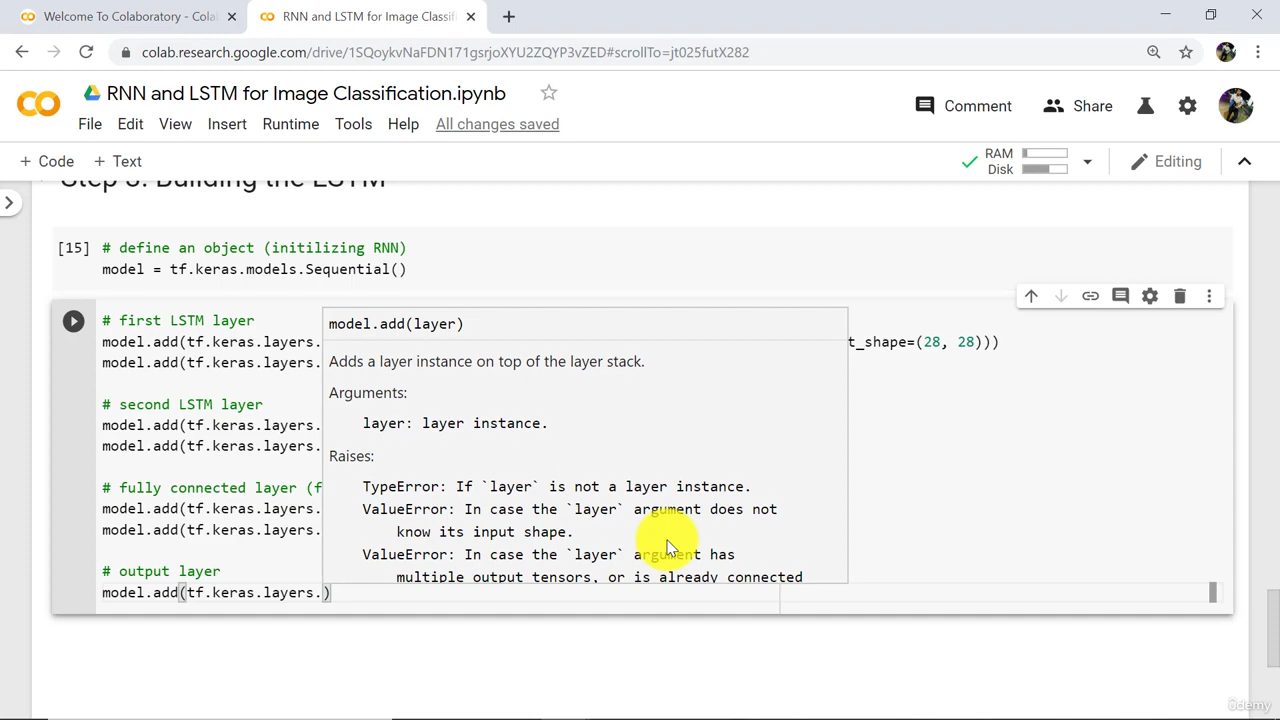 Welcome To Colaboratory - Cola
RNN and LSTM for Image Classifi
colab.research.google.com/drive/1SQoykvNaFDN171gsrjoXYU2ZQYP3vZED#scrollTo=jt025futX282
RNN and LSTM for Image Classification.ipynb
Comment
Share
File Edit View Insert Runtime Tools Help All changes saved
+ Code + Text
RAM
Disk
Editing
Step 3: Building the LSTM
[15] # define an object (initilizing RNN)
model = tf.keras.models.Sequential()
# first LSTM layer
model.add(tf.keras.layers. t_shape=(28, 28)))
model.add(tf.keras.layers.
# second LSTM layer
model.add(tf.keras.layers.
model.add(tf.keras.layers.
# fully connected layer (f
model.add(tf.keras.layers.
model.add(tf.keras.layers.
# output layer
model.add(tf.keras.layers.)
model.add(layer)
Adds a layer instance on top of the layer stack.
Arguments:
layer: layer instance.
Raises:
TypeError: If `layer` is not a layer instance.
ValueError: In case the `layer` argument does not
know its input shape.
ValueError: In case the `layer` argument has
multiple output tensors, or is already connected
ûdemy